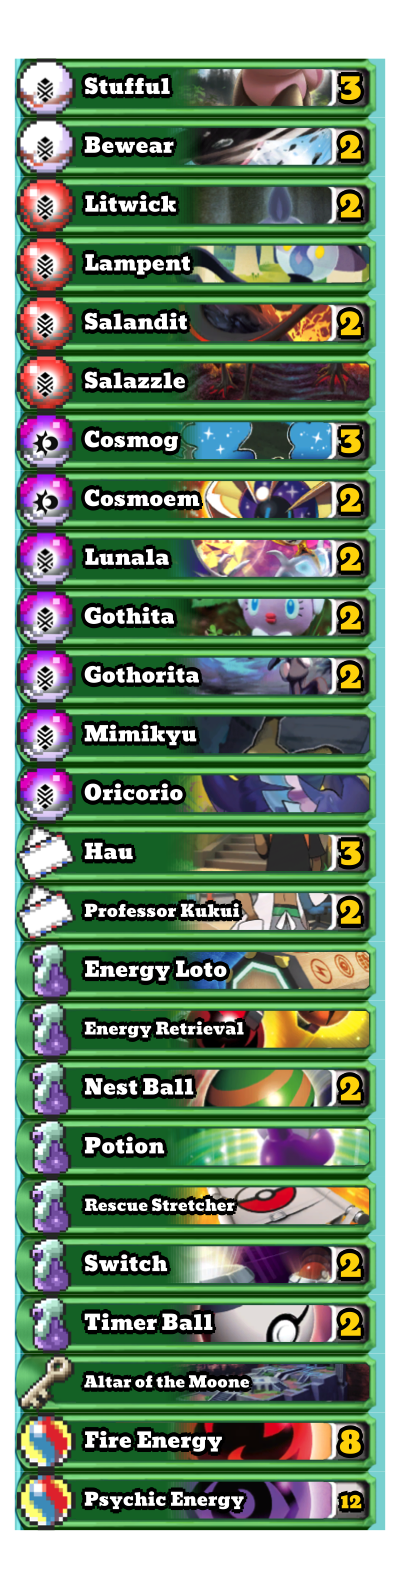 Stufful 3
Bewear 2
Litwick 2
Lampent
Salandit 2
Salazzle
Cosmog 3
Cosmoem 2
Lunala 2
Gothita 2
Gothorita 2
Mimikyu
Oricorio
Hau 3
Professor Kukui 2
Energy Loto
Energy Retrieval
Nest Ball 2
Potion
Rescue Stretcher
Switch 2
Timer Ball 2
Altar of the Moone
Fire Energy 8
Psychic Energy 12